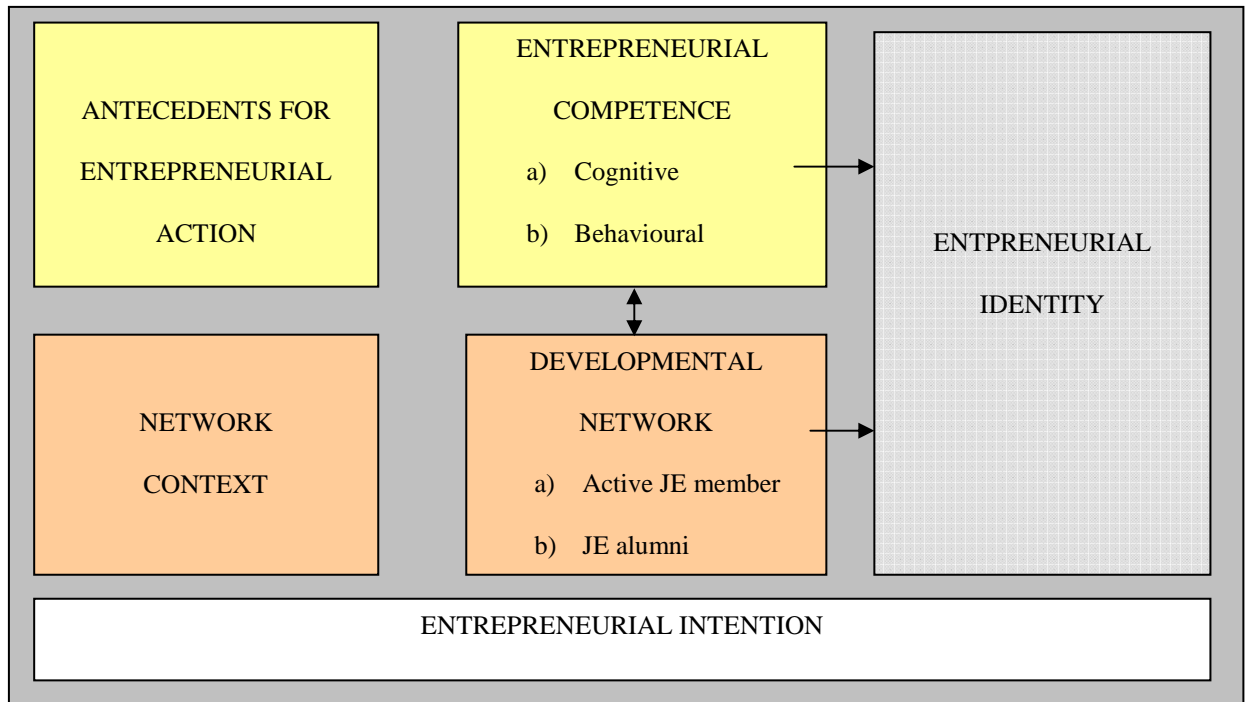 ANTECEDENTS FOR
ENTREPRENEURIAL
ACTION
ENTREPRENEURIAL
COMPETENCE
a) Cognitive
b) Behavioural
ENTPRENEURIAL
IDENTITY
NETWORK
CONTEXT
DEVELOPMENTAL
NETWORK
a) Active JE member
b) JE alumni
ENTREPRENEURIAL INTENTION